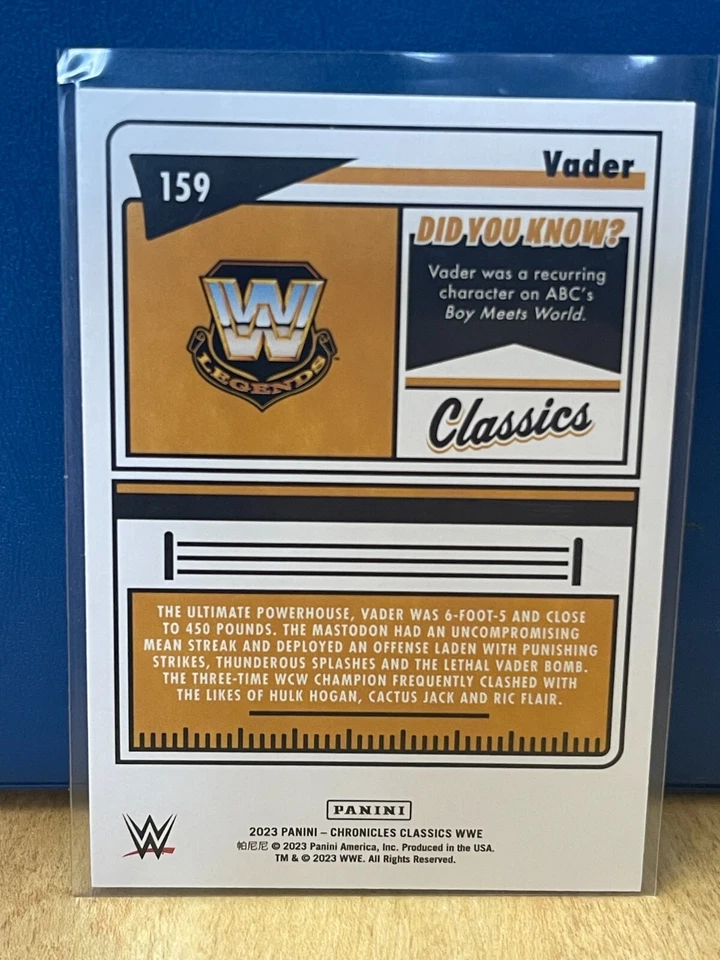 159
Vader
DID YOU KNOW?
Vader was a recurring
character on ABC's
Boy Meets World.
W
LEGENDS
™
Classics
THE ULTIMATE POWERHOUSE, VADER WAS 6-FOOT-5 AND CLOSE
TO 450 POUNDS. THE MASTODON HAD AN UNCOMPROMISING
MEAN STREAK AND DEPLOYED AN OFFENSE LADEN WITH PUNISHING
STRIKES, THUNDEROUS SPLASHES AND THE LETHAL VADER BOMB.
THE THREE-TIME WCW CHAMPION FREQUENTLY CLASHED WITH
THE LIKES OF HULK HOGAN, CACTUS JACK AND RIC FLAIR.
PANINI
W
2023 PANINI – CHRONICLES CLASSICS WWE
帕尼尼 © 2023 Panini America, Inc. Produced in the USA.
TM & © 2023 WWE. All Rights Reserved.